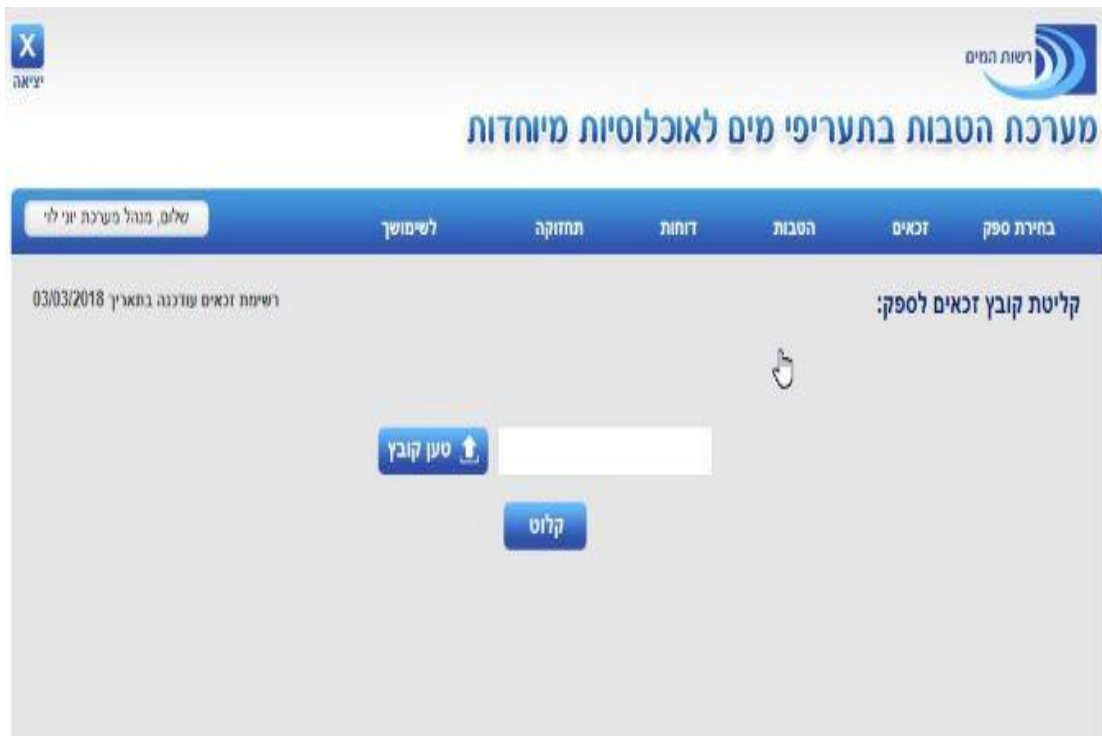 רשות המים
X
יציאה
מערכת הטבות בתעריפי מים לאוכלוסיות מיוחדות
בחירת ספק זכאים הטבות דוחות תחזוקה לשימושך שלום, מנהל מערכת יוני לוי
קליטת קובץ זכאים לספק: רשימת זכאים עודכנה בתאריך 03/03/2018
טען קובץ
קלוט